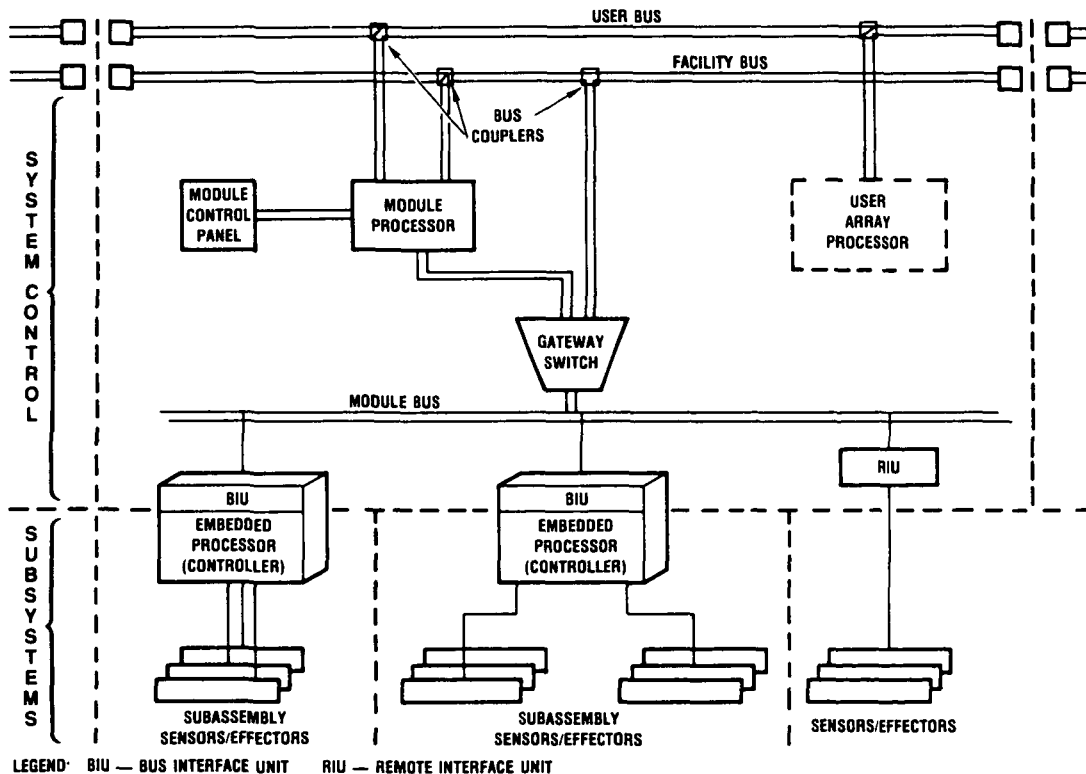 USER BUS
FACILITY BUS
BUS
COUPLERS
SYSTEM CONTROL
MODULE
CONTROL
PANEL
MODULE
PROCESSOR
USER
ARRAY
PROCESSOR
GATEWAY
SWITCH
MODULE BUS
RIU
BIU
EMBEDDED
PROCESSOR
(CONTROLLER)
BIU
EMBEDDED
PROCESSOR
(CONTROLLER)
SUBSYSTEMS
SUBASSEMBLY
SENSORS/EFFECTORS
SUBASSEMBLY
SENSORS/EFFECTORS
SENSORS/EFFECTORS
LEGEND: BIU — BUS INTERFACE UNIT RIU — REMOTE INTERFACE UNIT